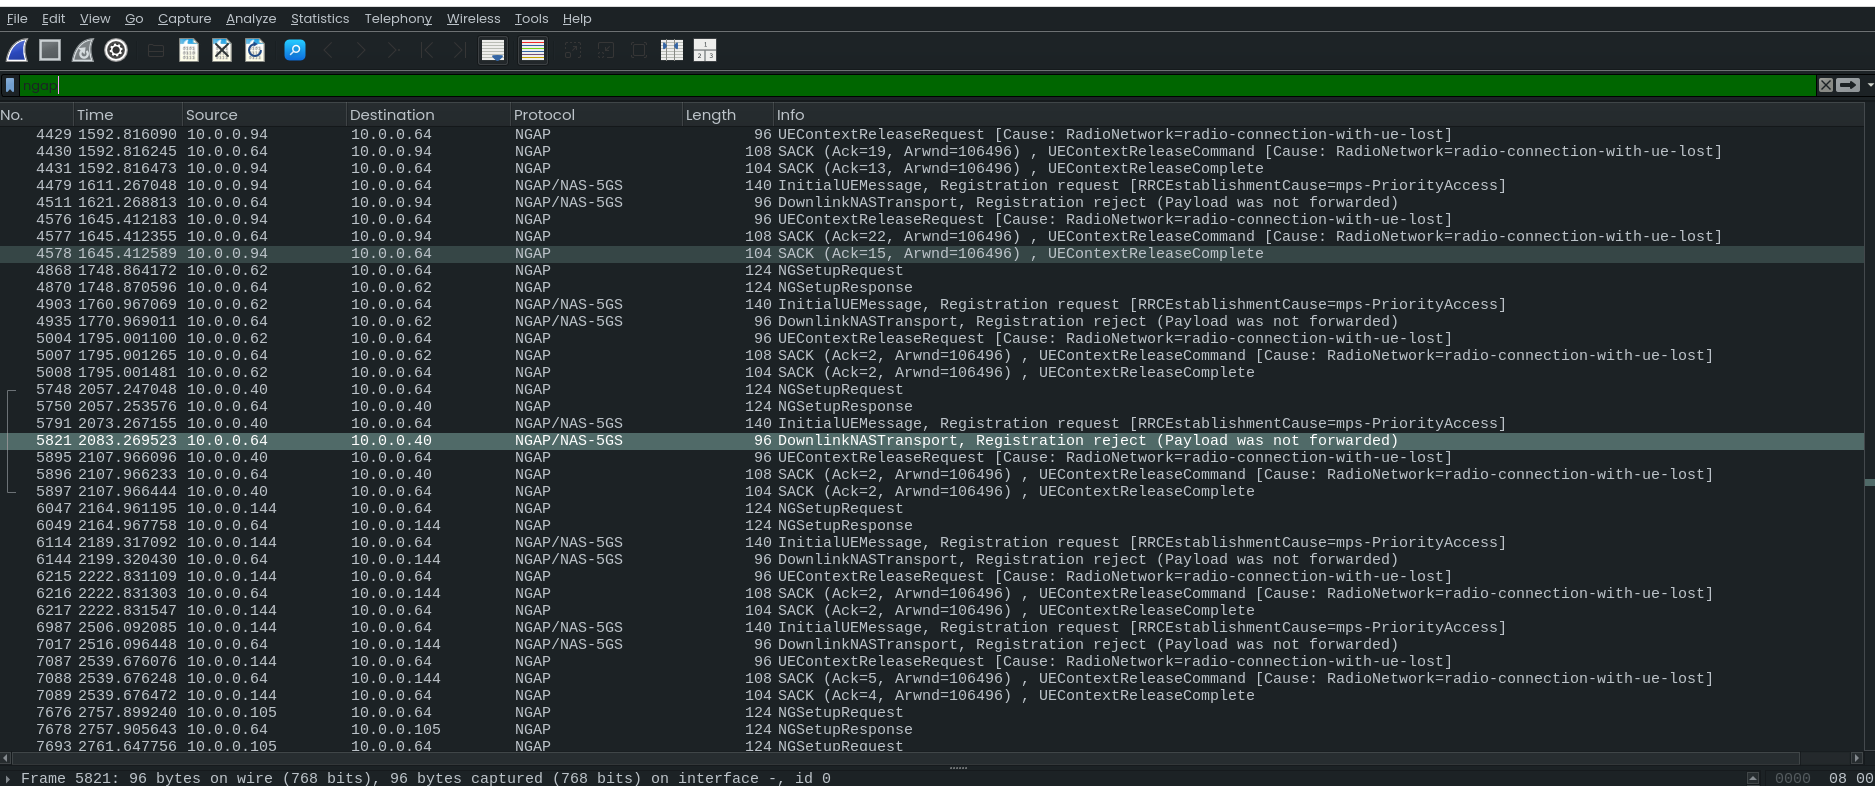 File Edit View Go Capture Analyze Statistics Telephony Wireless Tools Help
ngap
No. Time Source Destination Protocol Length Info
4429 1592.816090 10.0.0.94 10.0.0.64 NGAP 96 UEContextReleaseRequest [Cause: RadioNetwork=radio-connection-with-ue-lost]
4430 1592.816245 10.0.0.64 10.0.0.94 NGAP 108 SACK (Ack=19, Arwnd=106496) , UEContextReleaseCommand [Cause: RadioNetwork=radio-connection-with-ue-lost]
4431 1592.816473 10.0.0.94 10.0.0.64 NGAP 104 SACK (Ack=13, Arwnd=106496) , UEContextReleaseComplete
4479 1611.267048 10.0.0.94 10.0.0.64 NGAP/NAS-5GS 140 InitialUEMessage, Registration request [RRCEstablishmentCause=mps-PriorityAccess]
4511 1621.268813 10.0.0.64 10.0.0.94 NGAP/NAS-5GS 96 DownlinkNASTransport, Registration reject (Payload was not forwarded)
4576 1645.412183 10.0.0.94 10.0.0.64 NGAP 96 UEContextReleaseRequest [Cause: RadioNetwork=radio-connection-with-ue-lost]
4577 1645.412355 10.0.0.64 10.0.0.94 NGAP 108 SACK (Ack=22, Arwnd=106496) , UEContextReleaseCommand [Cause: RadioNetwork=radio-connection-with-ue-lost]
4578 1645.412589 10.0.0.94 10.0.0.64 NGAP 104 SACK (Ack=15, Arwnd=106496) , UEContextReleaseComplete
4868 1748.864172 10.0.0.62 10.0.0.64 NGAP 124 NGSetupRequest
4870 1748.870596 10.0.0.64 10.0.0.62 NGAP 124 NGSetupResponse
4903 1760.967069 10.0.0.62 10.0.0.64 NGAP/NAS-5GS 140 InitialUEMessage, Registration request [RRCEstablishmentCause=mps-PriorityAccess]
4935 1770.969011 10.0.0.64 10.0.0.62 NGAP/NAS-5GS 96 DownlinkNASTransport, Registration reject (Payload was not forwarded)
5004 1795.001100 10.0.0.62 10.0.0.64 NGAP 96 UEContextReleaseRequest [Cause: RadioNetwork=radio-connection-with-ue-lost]
5007 1795.001265 10.0.0.64 10.0.0.62 NGAP 108 SACK (Ack=2, Arwnd=106496) , UEContextReleaseCommand [Cause: RadioNetwork=radio-connection-with-ue-lost]
5008 1795.001481 10.0.0.62 10.0.0.64 NGAP 104 SACK (Ack=2, Arwnd=106496) , UEContextReleaseComplete
5748 2057.247048 10.0.0.40 10.0.0.64 NGAP 124 NGSetupRequest
5750 2057.253576 10.0.0.64 10.0.0.40 NGAP 124 NGSetupResponse
5791 2073.267155 10.0.0.40 10.0.0.64 NGAP/NAS-5GS 140 InitialUEMessage, Registration request [RRCEstablishmentCause=mps-PriorityAccess]
5821 2083.269523 10.0.0.64 10.0.0.40 NGAP/NAS-5GS 96 DownlinkNASTransport, Registration reject (Payload was not forwarded)
5895 2107.966096 10.0.0.40 10.0.0.64 NGAP 96 UEContextReleaseRequest [Cause: RadioNetwork=radio-connection-with-ue-lost]
5896 2107.966233 10.0.0.64 10.0.0.40 NGAP 108 SACK (Ack=2, Arwnd=106496) , UEContextReleaseCommand [Cause: RadioNetwork=radio-connection-with-ue-lost]
5897 2107.966444 10.0.0.40 10.0.0.64 NGAP 104 SACK (Ack=2, Arwnd=106496) , UEContextReleaseComplete
6047 2164.961195 10.0.0.144 10.0.0.64 NGAP 124 NGSetupRequest
6049 2164.967758 10.0.0.64 10.0.0.144 NGAP 124 NGSetupResponse
6114 2189.317092 10.0.0.144 10.0.0.64 NGAP/NAS-5GS 140 InitialUEMessage, Registration request [RRCEstablishmentCause=mps-PriorityAccess]
6144 2199.320430 10.0.0.64 10.0.0.144 NGAP/NAS-5GS 96 DownlinkNASTransport, Registration reject (Payload was not forwarded)
6215 2222.831109 10.0.0.144 10.0.0.64 NGAP 96 UEContextReleaseRequest [Cause: RadioNetwork=radio-connection-with-ue-lost]
6216 2222.831303 10.0.0.64 10.0.0.144 NGAP 108 SACK (Ack=2, Arwnd=106496) , UEContextReleaseCommand [Cause: RadioNetwork=radio-connection-with-ue-lost]
6217 2222.831547 10.0.0.144 10.0.0.64 NGAP 104 SACK (Ack=2, Arwnd=106496) , UEContextReleaseComplete
6987 2506.092085 10.0.0.144 10.0.0.64 NGAP/NAS-5GS 140 InitialUEMessage, Registration request [RRCEstablishmentCause=mps-PriorityAccess]
7017 2516.096448 10.0.0.64 10.0.0.144 NGAP/NAS-5GS 96 DownlinkNASTransport, Registration reject (Payload was not forwarded)
7087 2539.676076 10.0.0.144 10.0.0.64 NGAP 96 UEContextReleaseRequest [Cause: RadioNetwork=radio-connection-with-ue-lost]
7088 2539.676248 10.0.0.64 10.0.0.144 NGAP 108 SACK (Ack=5, Arwnd=106496) , UEContextReleaseCommand [Cause: RadioNetwork=radio-connection-with-ue-lost]
7089 2539.676472 10.0.0.144 10.0.0.64 NGAP 104 SACK (Ack=4, Arwnd=106496) , UEContextReleaseComplete
7676 2757.899240 10.0.0.105 10.0.0.64 NGAP 124 NGSetupRequest
7678 2757.905643 10.0.0.64 10.0.0.105 NGAP 124 NGSetupResponse
7693 2761.647756 10.0.0.105 10.0.0.64 NGAP 124 NGSetupRequest
Frame 5821: 96 bytes on wire (768 bits), 96 bytes captured (768 bits) on interface -, id 0
0000 08 00